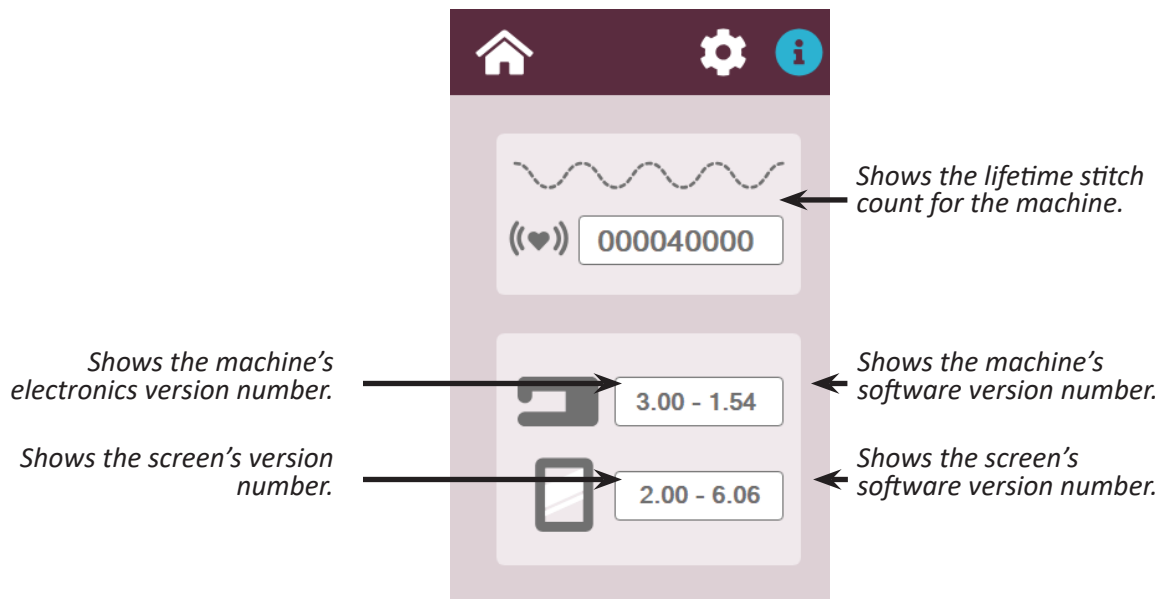 i
Shows the lifetime stitch
count for the machine.
000040000
Shows the machine’s
electronics version number.
3.00 - 1.54
Shows the machine’s
software version number.
Shows the screen’s version
number.
2.00 - 6.06
Shows the screen’s
software version number.